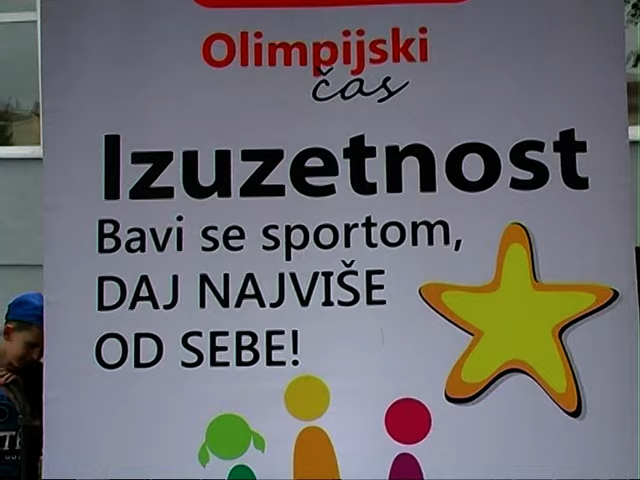 Olimpijski
čas
Izuzetnost
Bavi se sportom,
DAJ NAJVIŠE
OD SEBE!